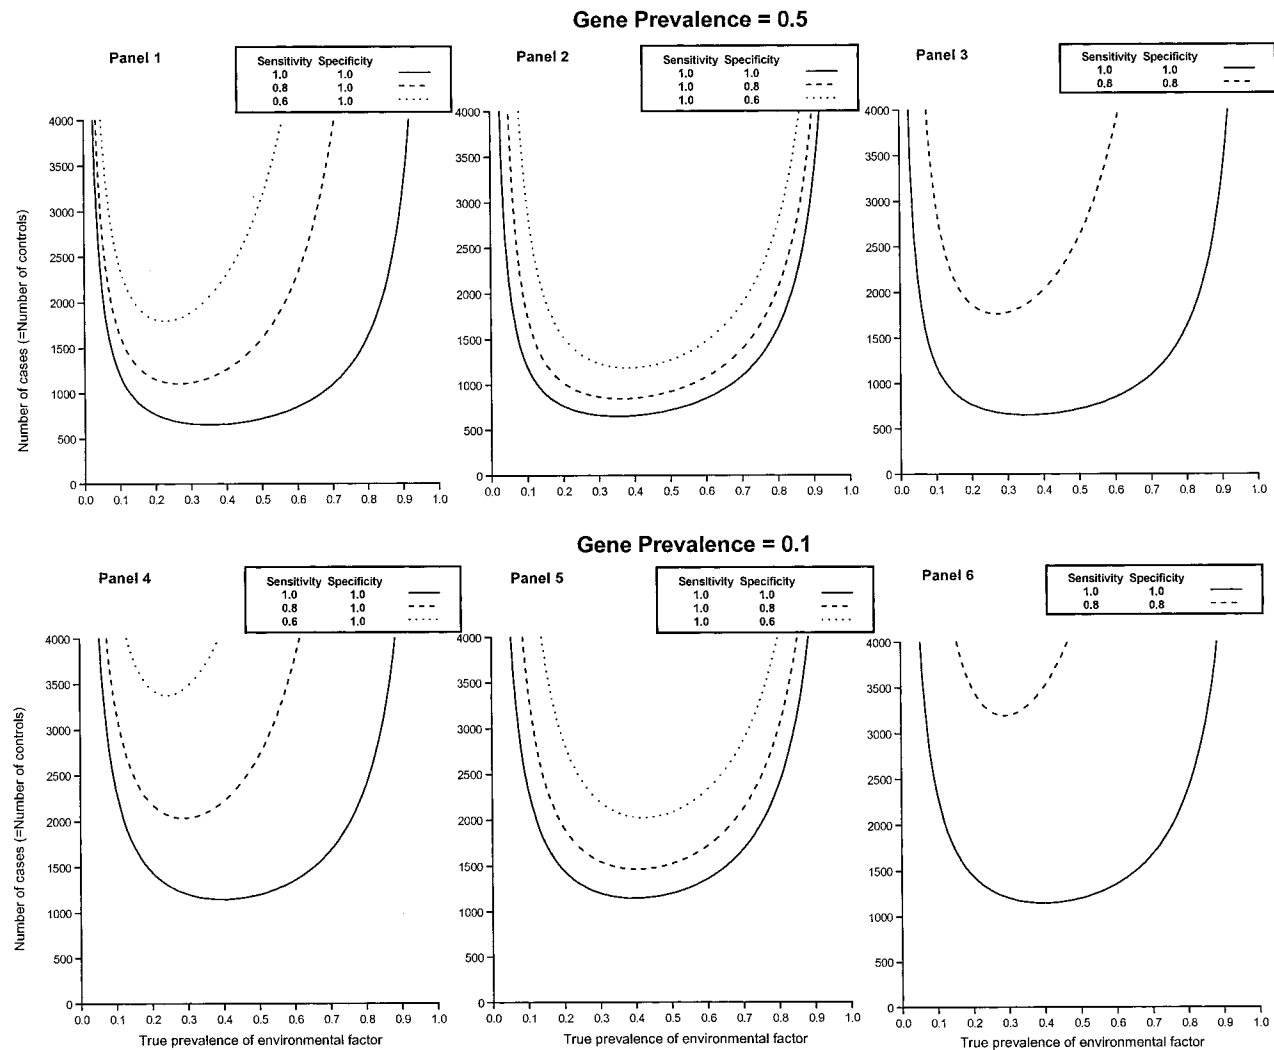 Gene Prevalence = 0.5
Panel 1
Sensitivity Specificity
1.0 1.0
0.8 1.0
0.6 1.0
Panel 2
Sensitivity Specificity
1.0 1.0
1.0 0.8
1.0 0.6
Panel 3
Sensitivity Specificity
1.0 1.0
0.8 0.8
Number of cases (=Number of controls)
4000
3500
3000
2500
2000
1500
1000
500
0
0.0 0.1 0.2 0.3 0.4 0.5 0.6 0.7 0.8 0.9 1.0
4000
3500
3000
2500
2000
1500
1000
500
0
0.0 0.1 0.2 0.3 0.4 0.5 0.6 0.7 0.8 0.9 1.0
4000
3500
3000
2500
2000
1500
1000
500
0
0.0 0.1 0.2 0.3 0.4 0.5 0.6 0.7 0.8 0.9 1.0
Gene Prevalence = 0.1
Panel 4
Sensitivity Specificity
1.0 1.0
0.8 1.0
0.6 1.0
Panel 5
Sensitivity Specificity
1.0 1.0
1.0 0.8
1.0 0.6
Panel 6
Sensitivity Specificity
1.0 1.0
0.8 0.8
Number of cases (=Number of controls)
4000
3500
3000
2500
2000
1500
1000
500
0
0.0 0.1 0.2 0.3 0.4 0.5 0.6 0.7 0.8 0.9 1.0
True prevalence of environmental factor
4000
3500
3000
2500
2000
1500
1000
500
0
0.0 0.1 0.2 0.3 0.4 0.5 0.6 0.7 0.8 0.9 1.0
True prevalence of environmental factor
4000
3500
3000
2500
2000
1500
1000
500
0
0.0 0.1 0.2 0.3 0.4 0.5 0.6 0.7 0.8 0.9 1.0
True prevalence of environmental factor